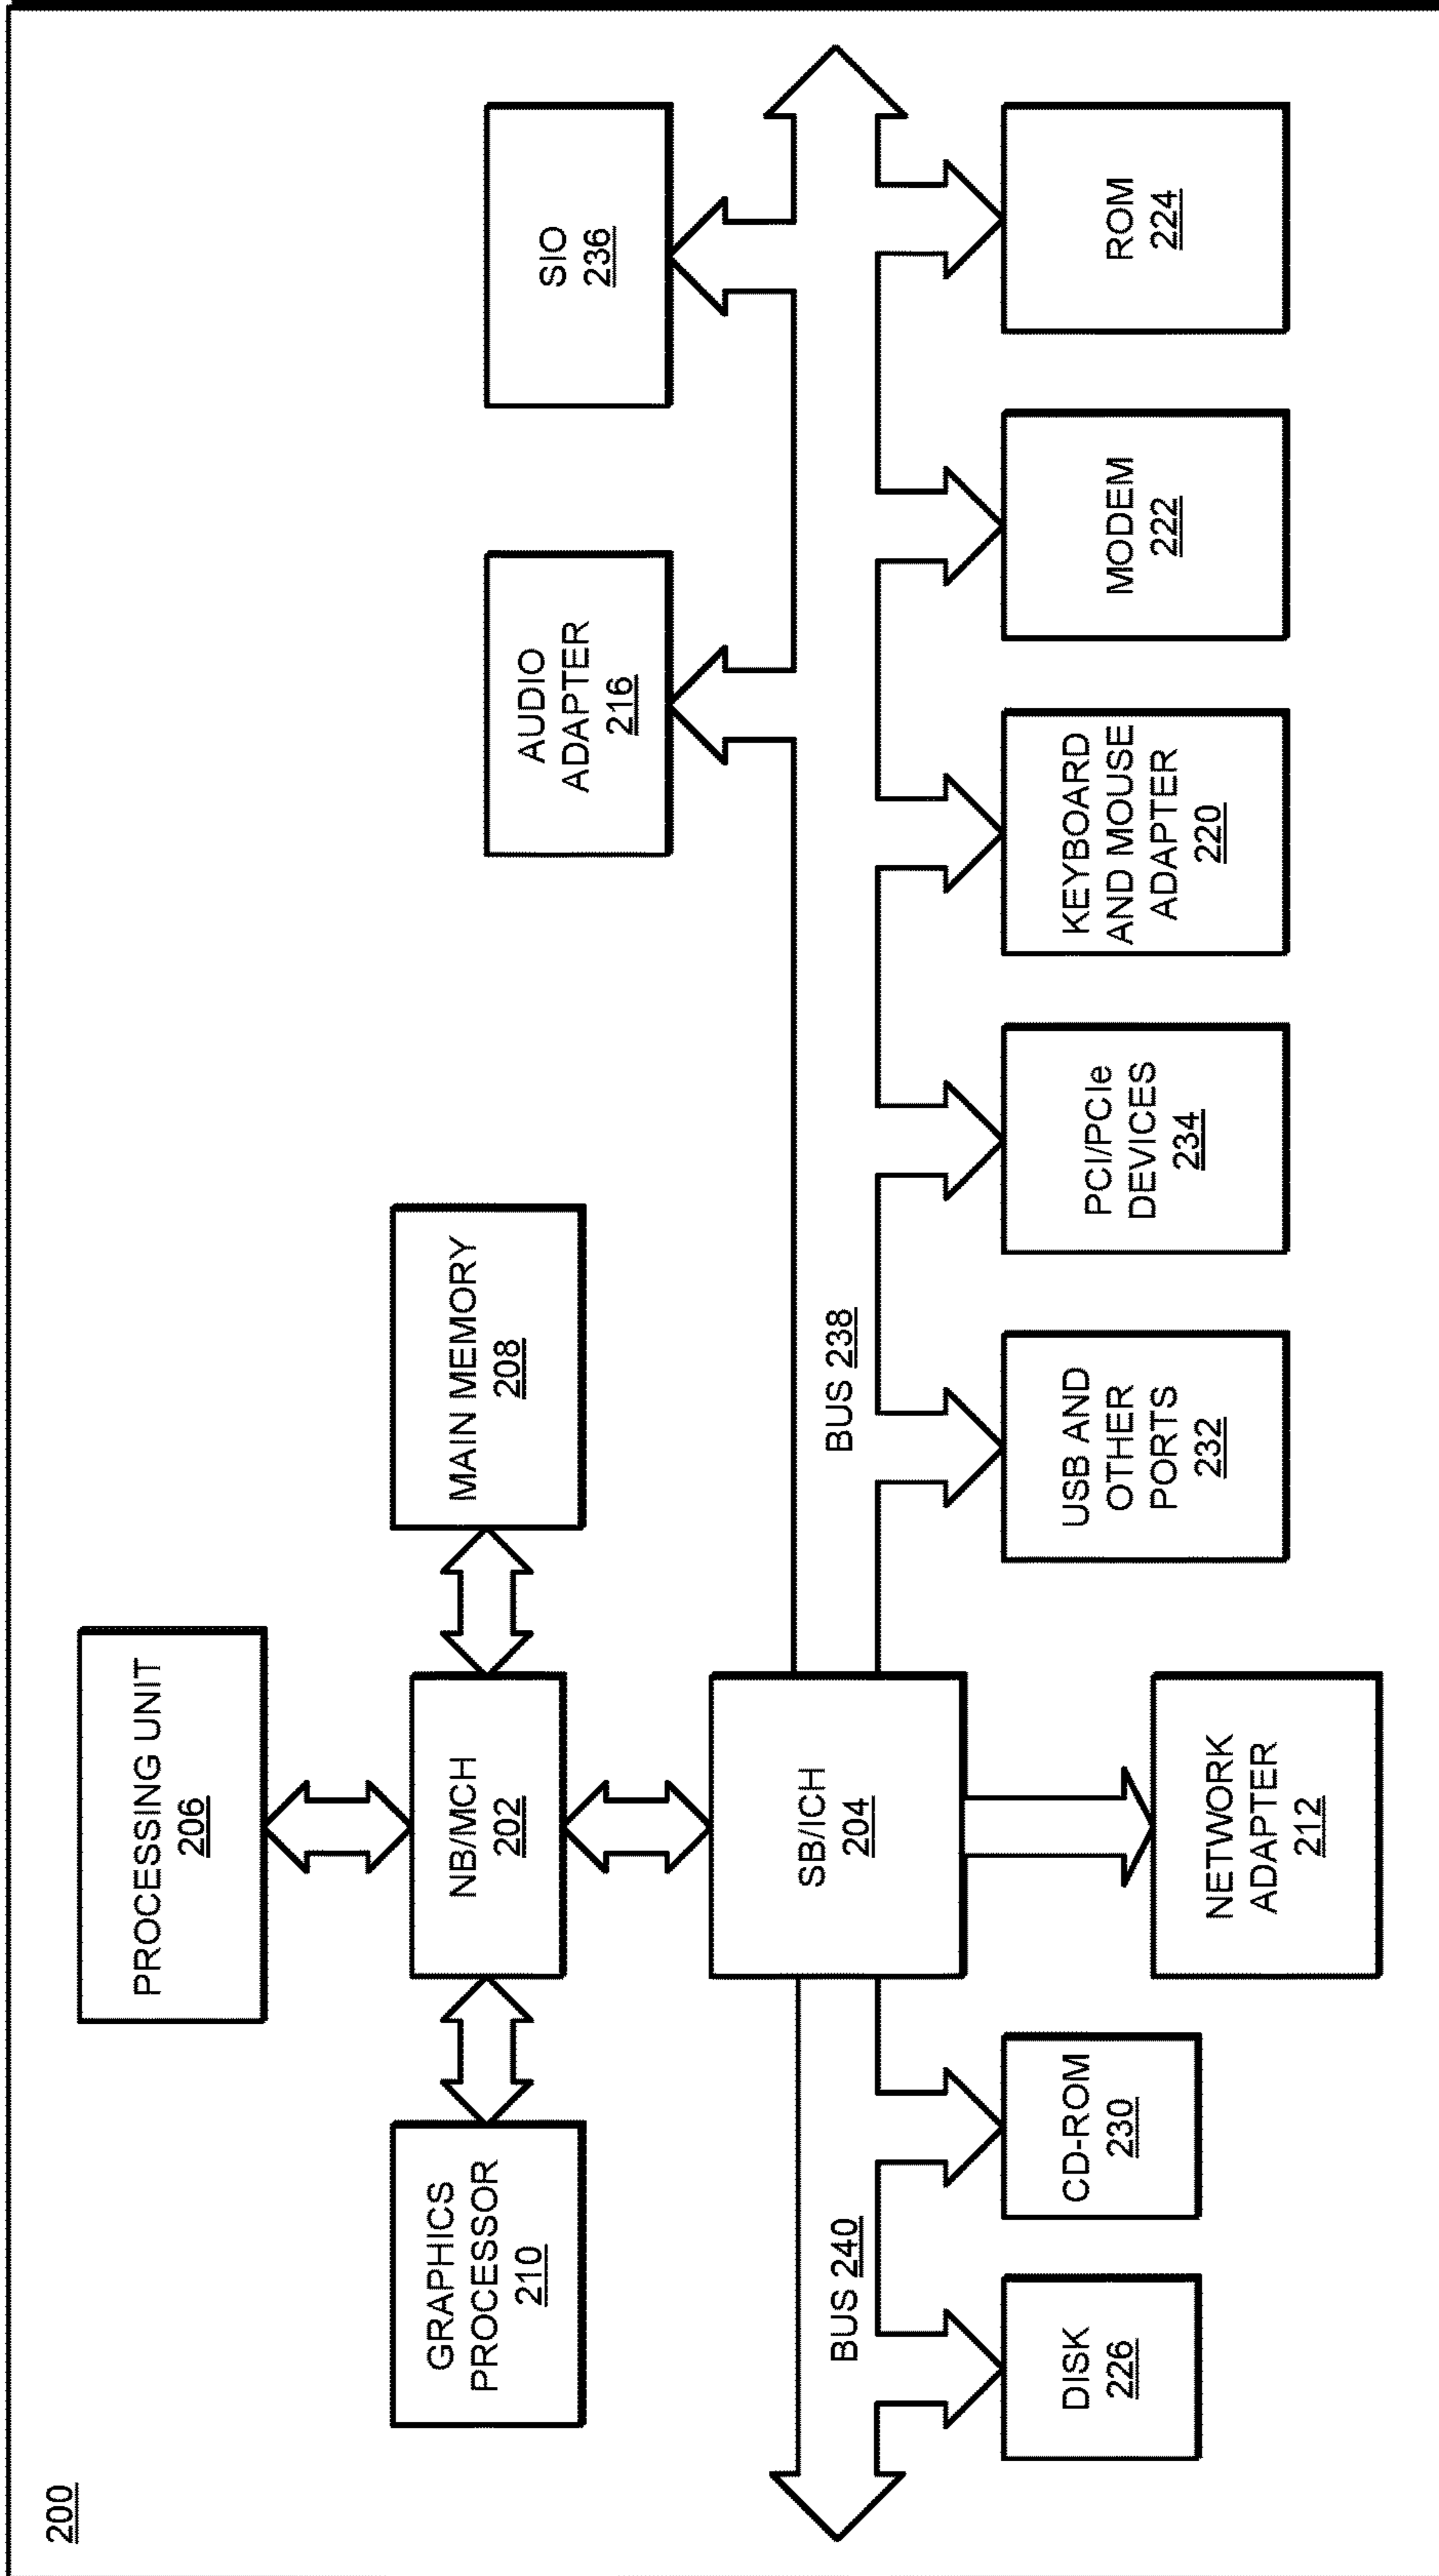 200
PROCESSING UNIT
206
GRAPHICS
PROCESSOR
210
NB/MCH
202
MAIN MEMORY
208
AUDIO
ADAPTER
216
SIO
236
SB/ICH
204
BUS 240
BUS 238
DISK
226
CD-ROM
230
NETWORK
ADAPTER
212
USB AND
OTHER
PORTS
232
PCI/PCIe
DEVICES
234
KEYBOARD
AND MOUSE
ADAPTER
220
MODEM
222
ROM
224